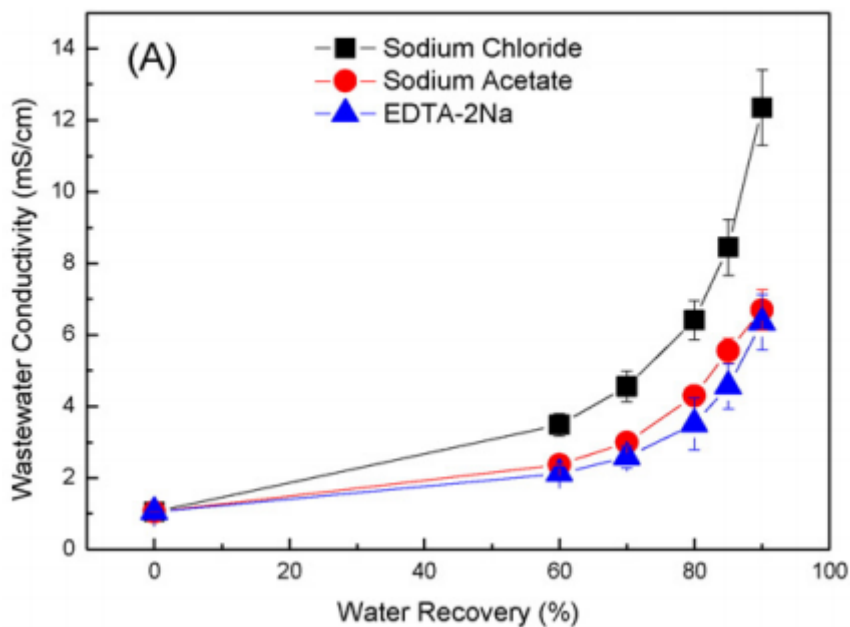 (A)
Sodium Chloride
Sodium Acetate
EDTA-2Na
Wastewater Conductivity (mS/cm)
14
12
10
8
6
4
2
0
0 20 40 60 80 100
Water Recovery (%)